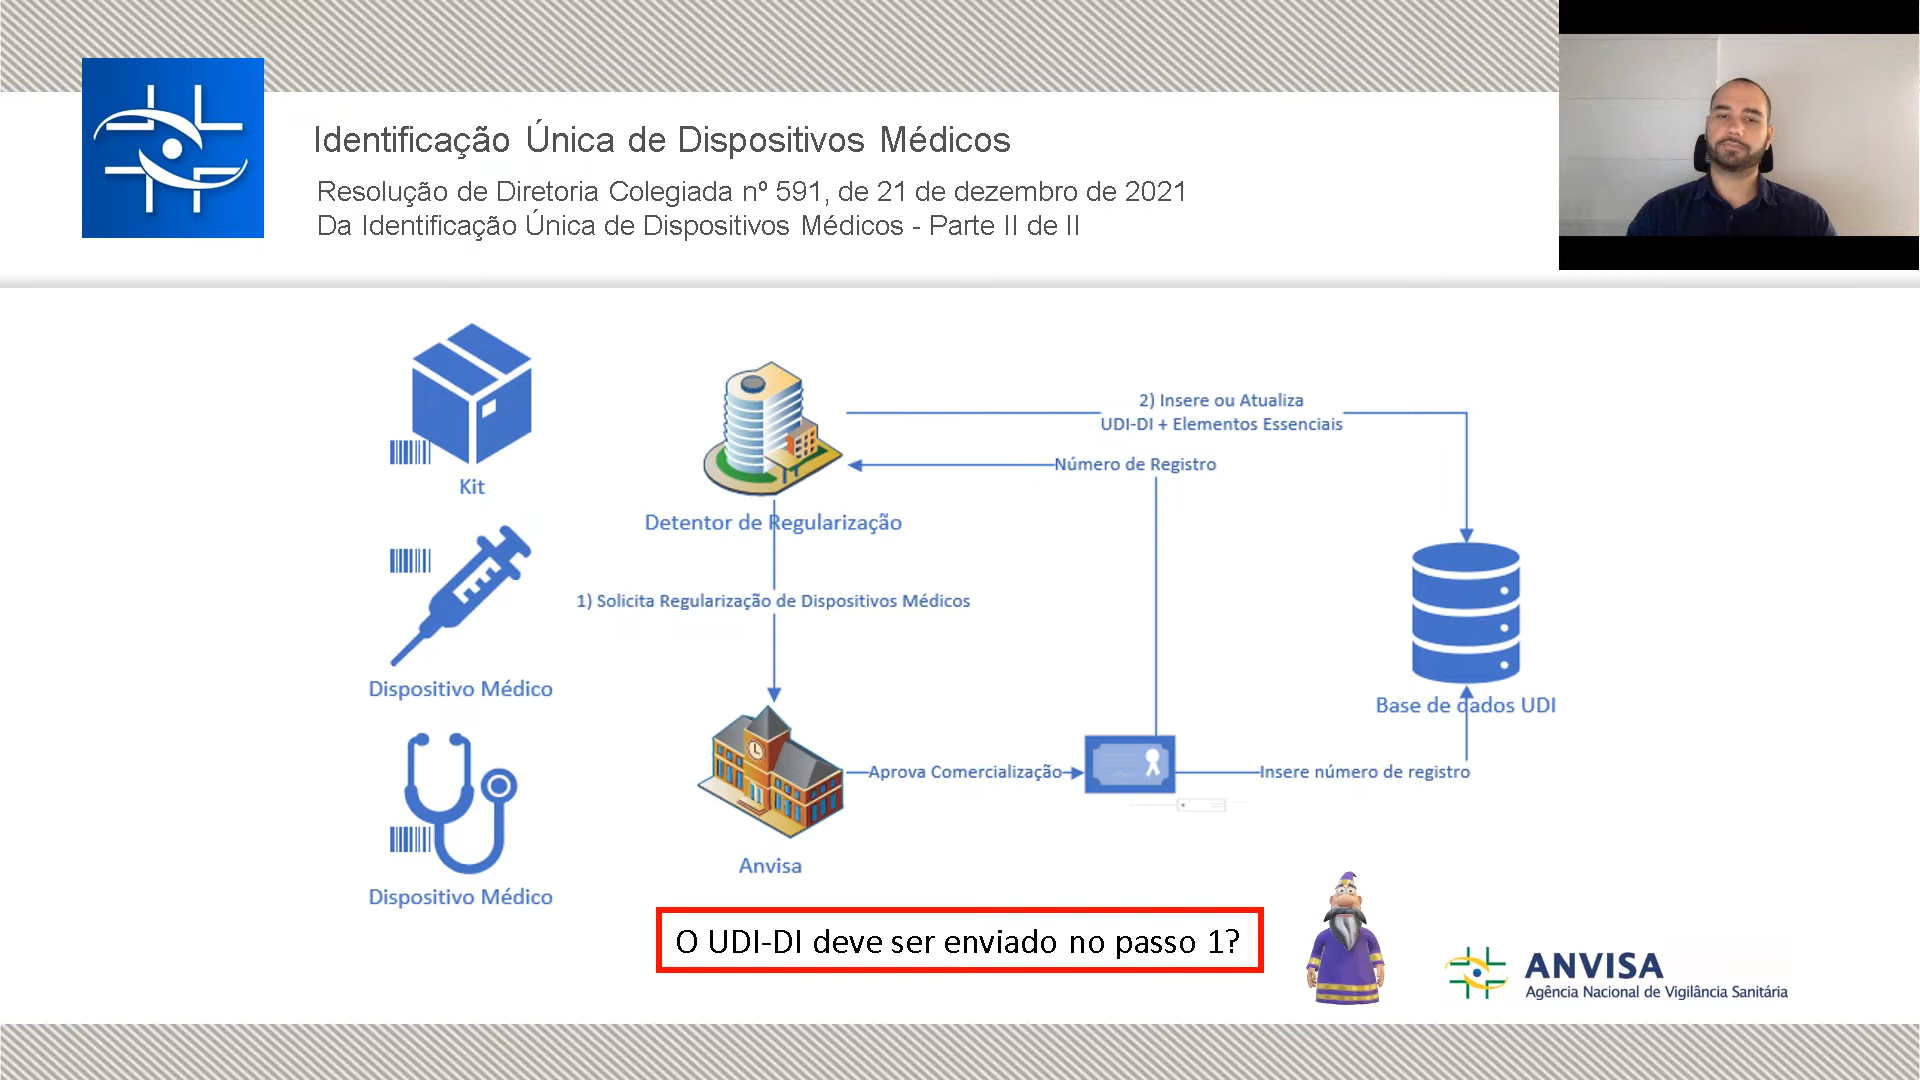 Identificação Única de Dispositivos Médicos
Resolução de Diretoria Colegiada nº 591, de 21 de dezembro de 2021
Da Identificação Única de Dispositivos Médicos - Parte II de II
Kit
Dispositivo Médico
Dispositivo Médico
Detentor de Regularização
1) Solicita Regularização de Dispositivos Médicos
Anvisa
2) Insere ou Atualiza
UDI-DI + Elementos Essenciais
Número de Registro
Aprova Comercialização
Insere número de registro
Base de dados UDI
O UDI-DI deve ser enviado no passo 1?
ANVISA
Agência Nacional de Vigilância Sanitária